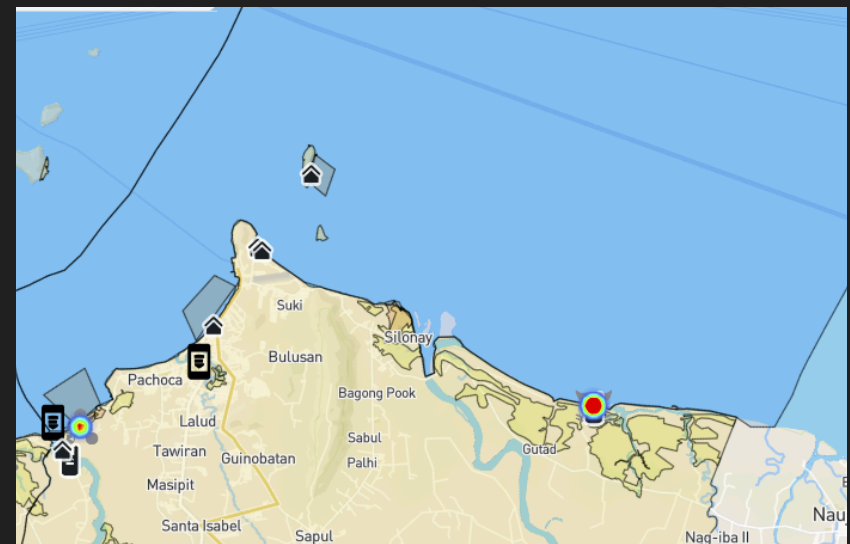 Suki
Silonay
Bulusan
Pachoca
Bagong Pook
Lalud
Sabul
Tawiran
Guinobatan
Palhi
Gutad
Masipit
Santa Isabel
Sapul
Nag-iba II
Nauj